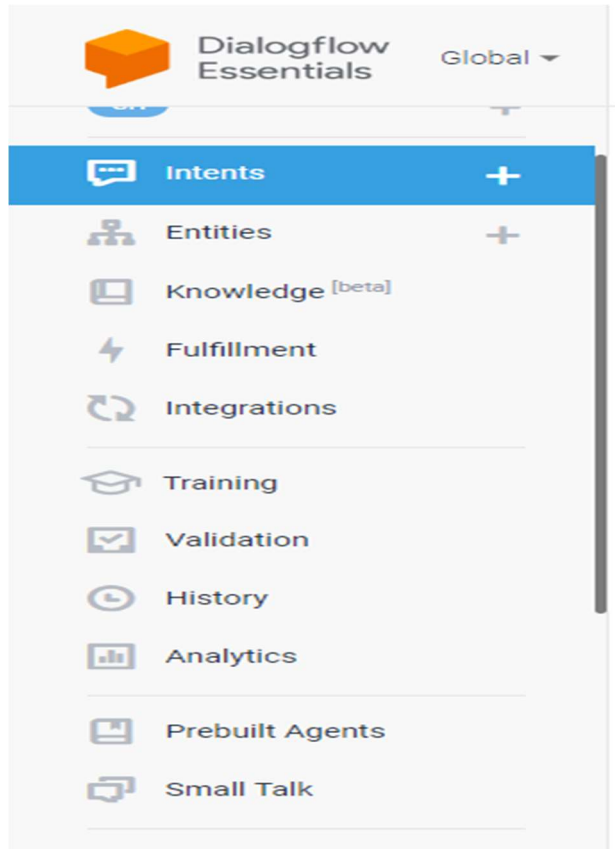 Dialogflow
Essentials
Global
Intents
Entities
Knowledge [beta]
Fulfillment
Integrations
Training
Validation
History
Analytics
Prebuilt Agents
Small Talk